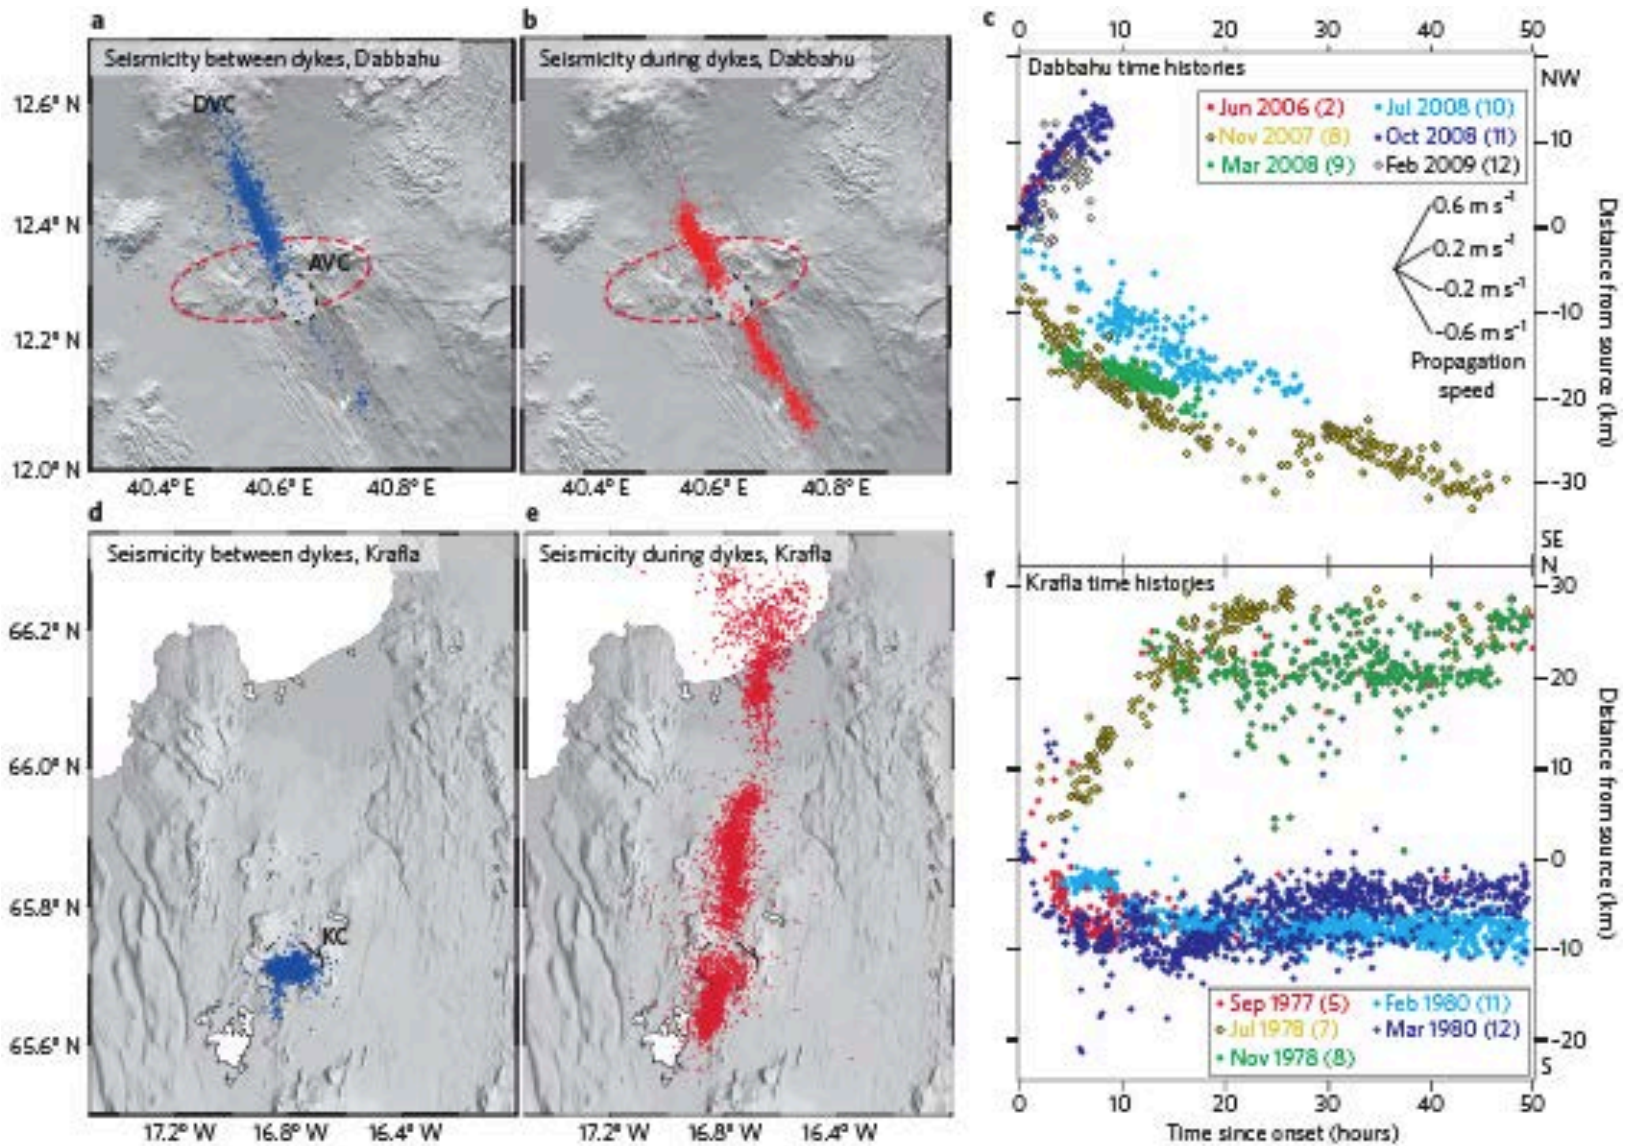 a
Seismicity between dykes, Dabbahu
DVC
AVC
12.6° N
12.4° N
12.2° N
12.0° N
40.4° E
40.6° E
40.8° E
b
Seismicity during dykes, Dabbahu
40.4° E
40.6° E
40.8° E
c
0 10 20 30 40 50
Dabbahu time histories
NW
Jun 2006 (2)
Jul 2008 (10)
Nov 2007 (8)
Oct 2008 (11)
Mar 2008 (9)
Feb 2009 (12)
0.6 m s⁻¹
0.2 m s⁻¹
-0.2 m s⁻¹
-0.6 m s⁻¹
Propagation
speed
10
0
-10
-20
-30
SE
Distance from source (km)
d
Seismicity between dykes, Krafla
KC
66.2° N
66.0° N
65.8° N
65.6° N
17.2° W
16.8° W
16.4° W
e
Seismicity during dykes, Krafla
17.2° W
16.8° W
16.4° W
f
Krafla time histories
N
30
20
10
0
-10
-20
S
Distance from source (km)
Sep 1977 (5)
Feb 1980 (11)
Jul 1978 (7)
Mar 1980 (12)
Nov 1978 (8)
0 10 20 30 40 50
Time since onset (hours)